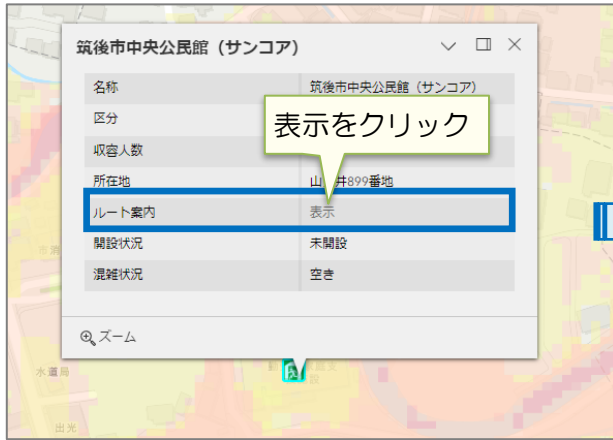 筑後市中央公民館（サンコア）
名称 筑後市中央公民館（サンコア）
区分
表示をクリック
収容人数
所在地 山 井899番地
ルート案内 表示
開設状況 未開設
混雑状況 空き
ズーム
水道局
出光